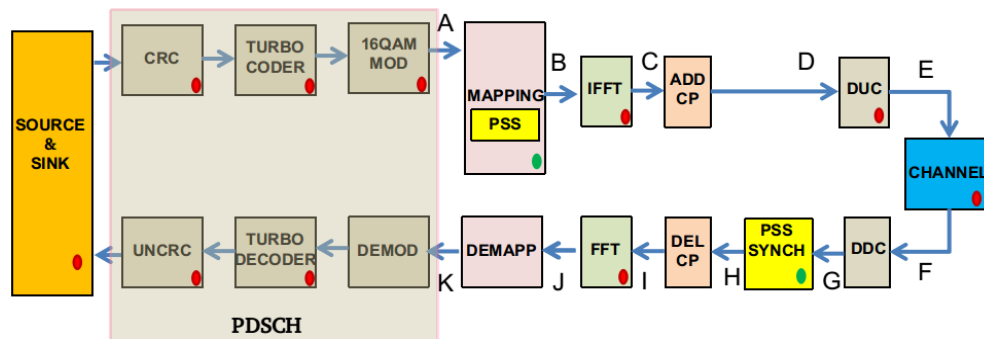 A
CRC
TURBO
CODER
16QAM
MOD
B
C
D
E
MAPPING
PSS
IFFT
ADD
CP
DUC
SOURCE
&
SINK
CHANNEL
UNCRC
TURBO
DECODER
DEMOD
DEMAPP
FFT
DEL
CP
PSS
SYNCH
DDC
K
J
I
H
G
F
PDSCH